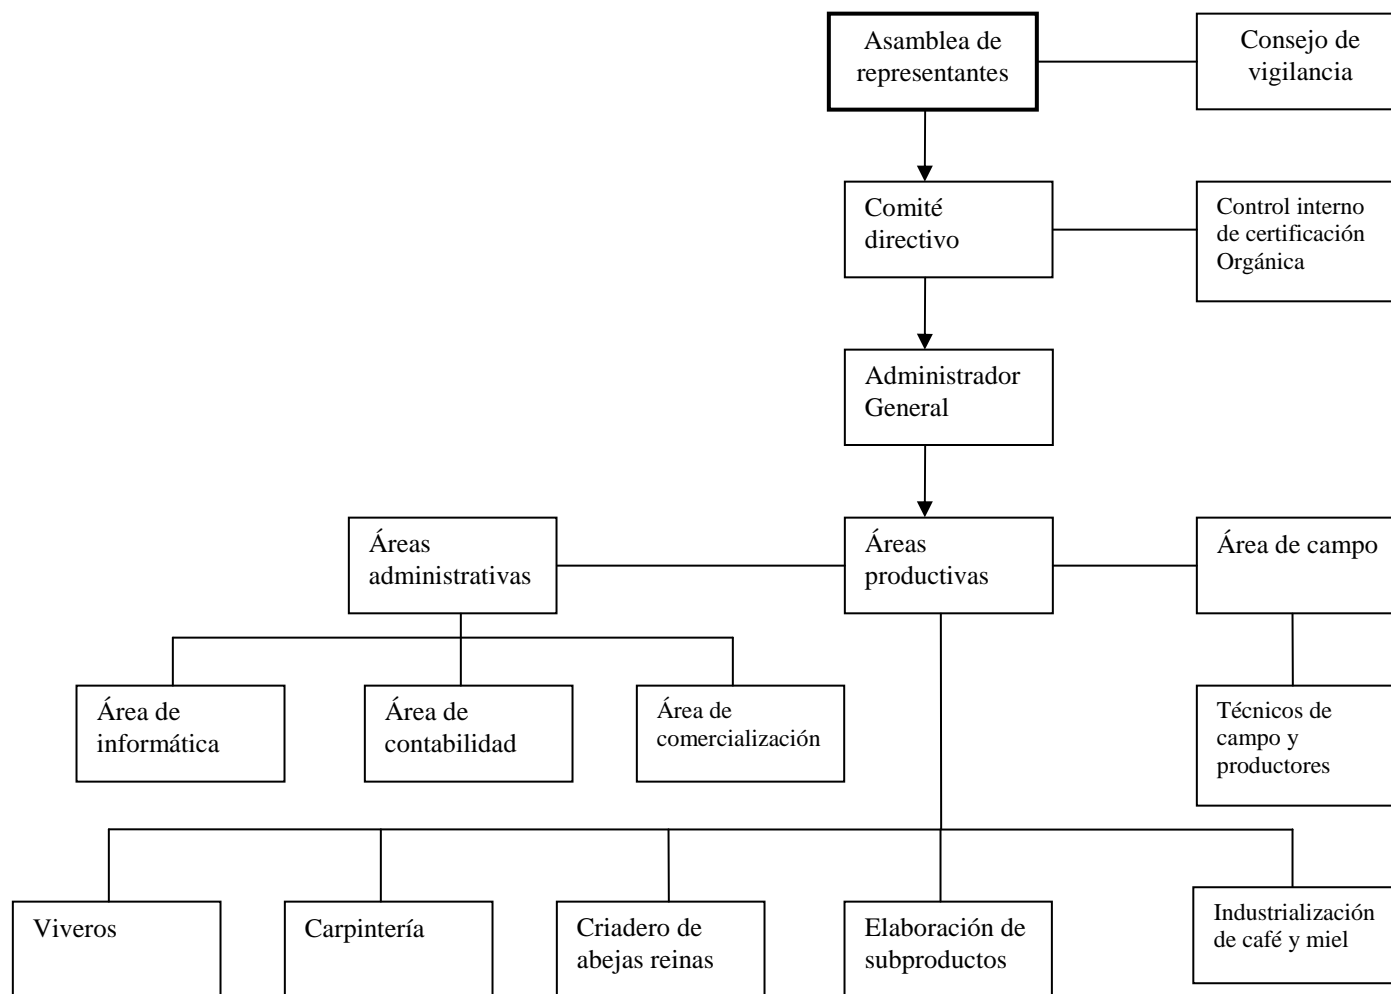 Asamblea de
representantes
Consejo de
vigilancia
Comité
directivo
Control interno
de certificación
Orgánica
Administrador
General
Áreas
administrativas
Áreas
productivas
Área de campo
Área de
informática
Área de
contabilidad
Área de
comercialización
Técnicos de
campo y
productores
Viveros
Carpintería
Criadero de
abejas reinas
Elaboración de
subproductos
Industrialización
de café y miel